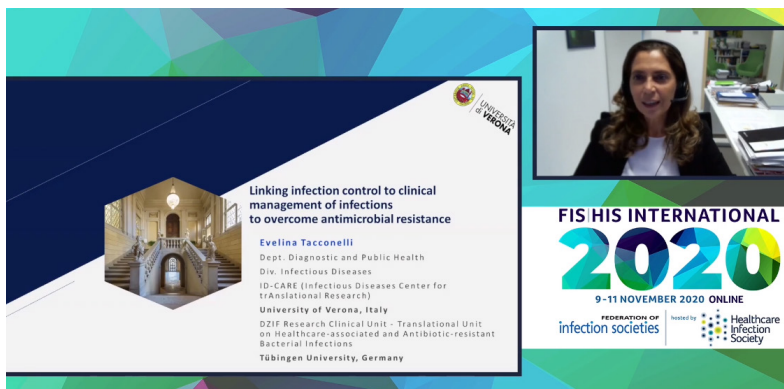 UNIVERSITÀ
di VERONA
Linking infection control to clinical
management of infections
to overcome antimicrobial resistance
Evelina Tacconelli
Dept. Diagnostic and Public Health
Div. Infectious Diseases
ID-CARE (Infectious Diseases Center for
trAnslational Research)
University of Verona, Italy
DZIF Research Clinical Unit - Translational Unit
on Healthcare-associated and Antibiotic-resistant
Bacterial Infections
Tübingen University, Germany
FIS|HIS INTERNATIONAL
2020
9-11 NOVEMBER 2020 ONLINE
FEDERATION OF
infection societies
hosted by
Healthcare
Infection
Society